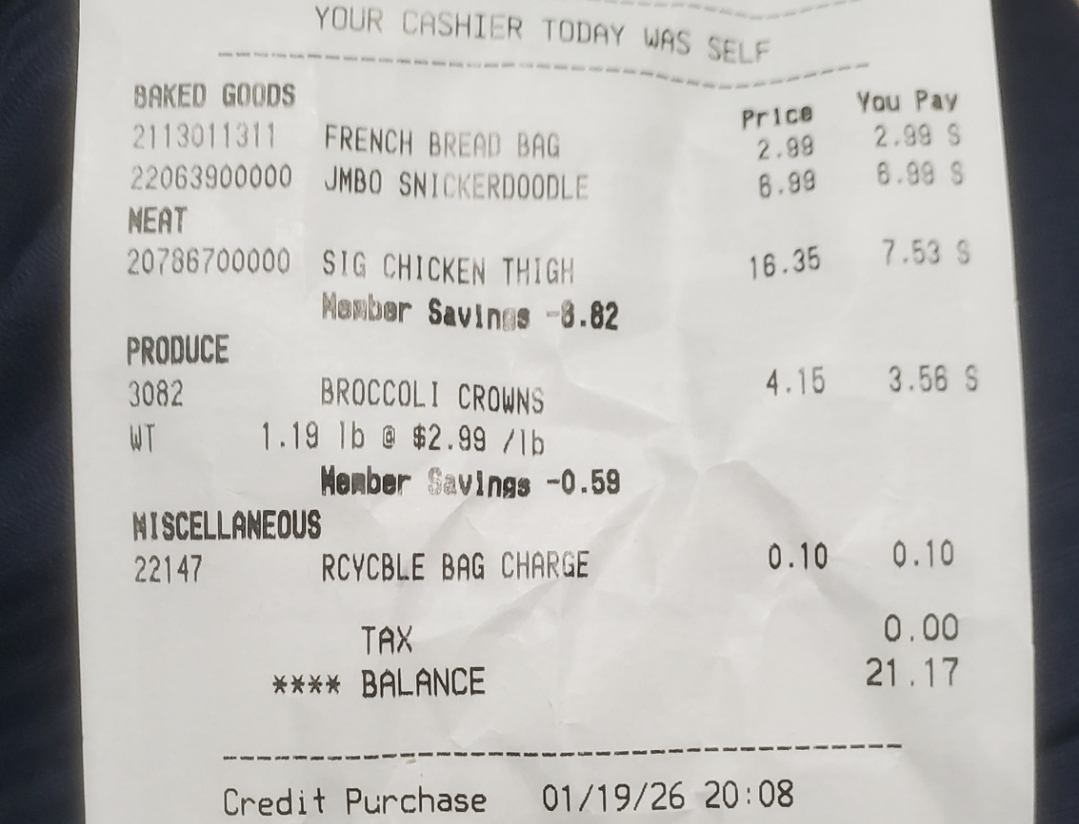 YOUR CASHIER TODAY WAS SELF
BAKED GOODS Price You Pay
2113011311 FRENCH BREAD BAG 2.99 2.99 S
22063900000 JMBO SNICKERDOODLE 6.99 6.99 S
MEAT
20786700000 SIG CHICKEN THIGH 16.35 7.53 S
Member Savings -8.82
PRODUCE
3082 BROCCOLI CROWNS 4.15 3.56 S
WT 1.19 lb @ $2.99 /lb
Member Savings -0.59
MISCELLANEOUS
22147 RCYCBLE BAG CHARGE 0.10 0.10
TAX 0.00
**** BALANCE 21.17
Credit Purchase 01/19/26 20:08